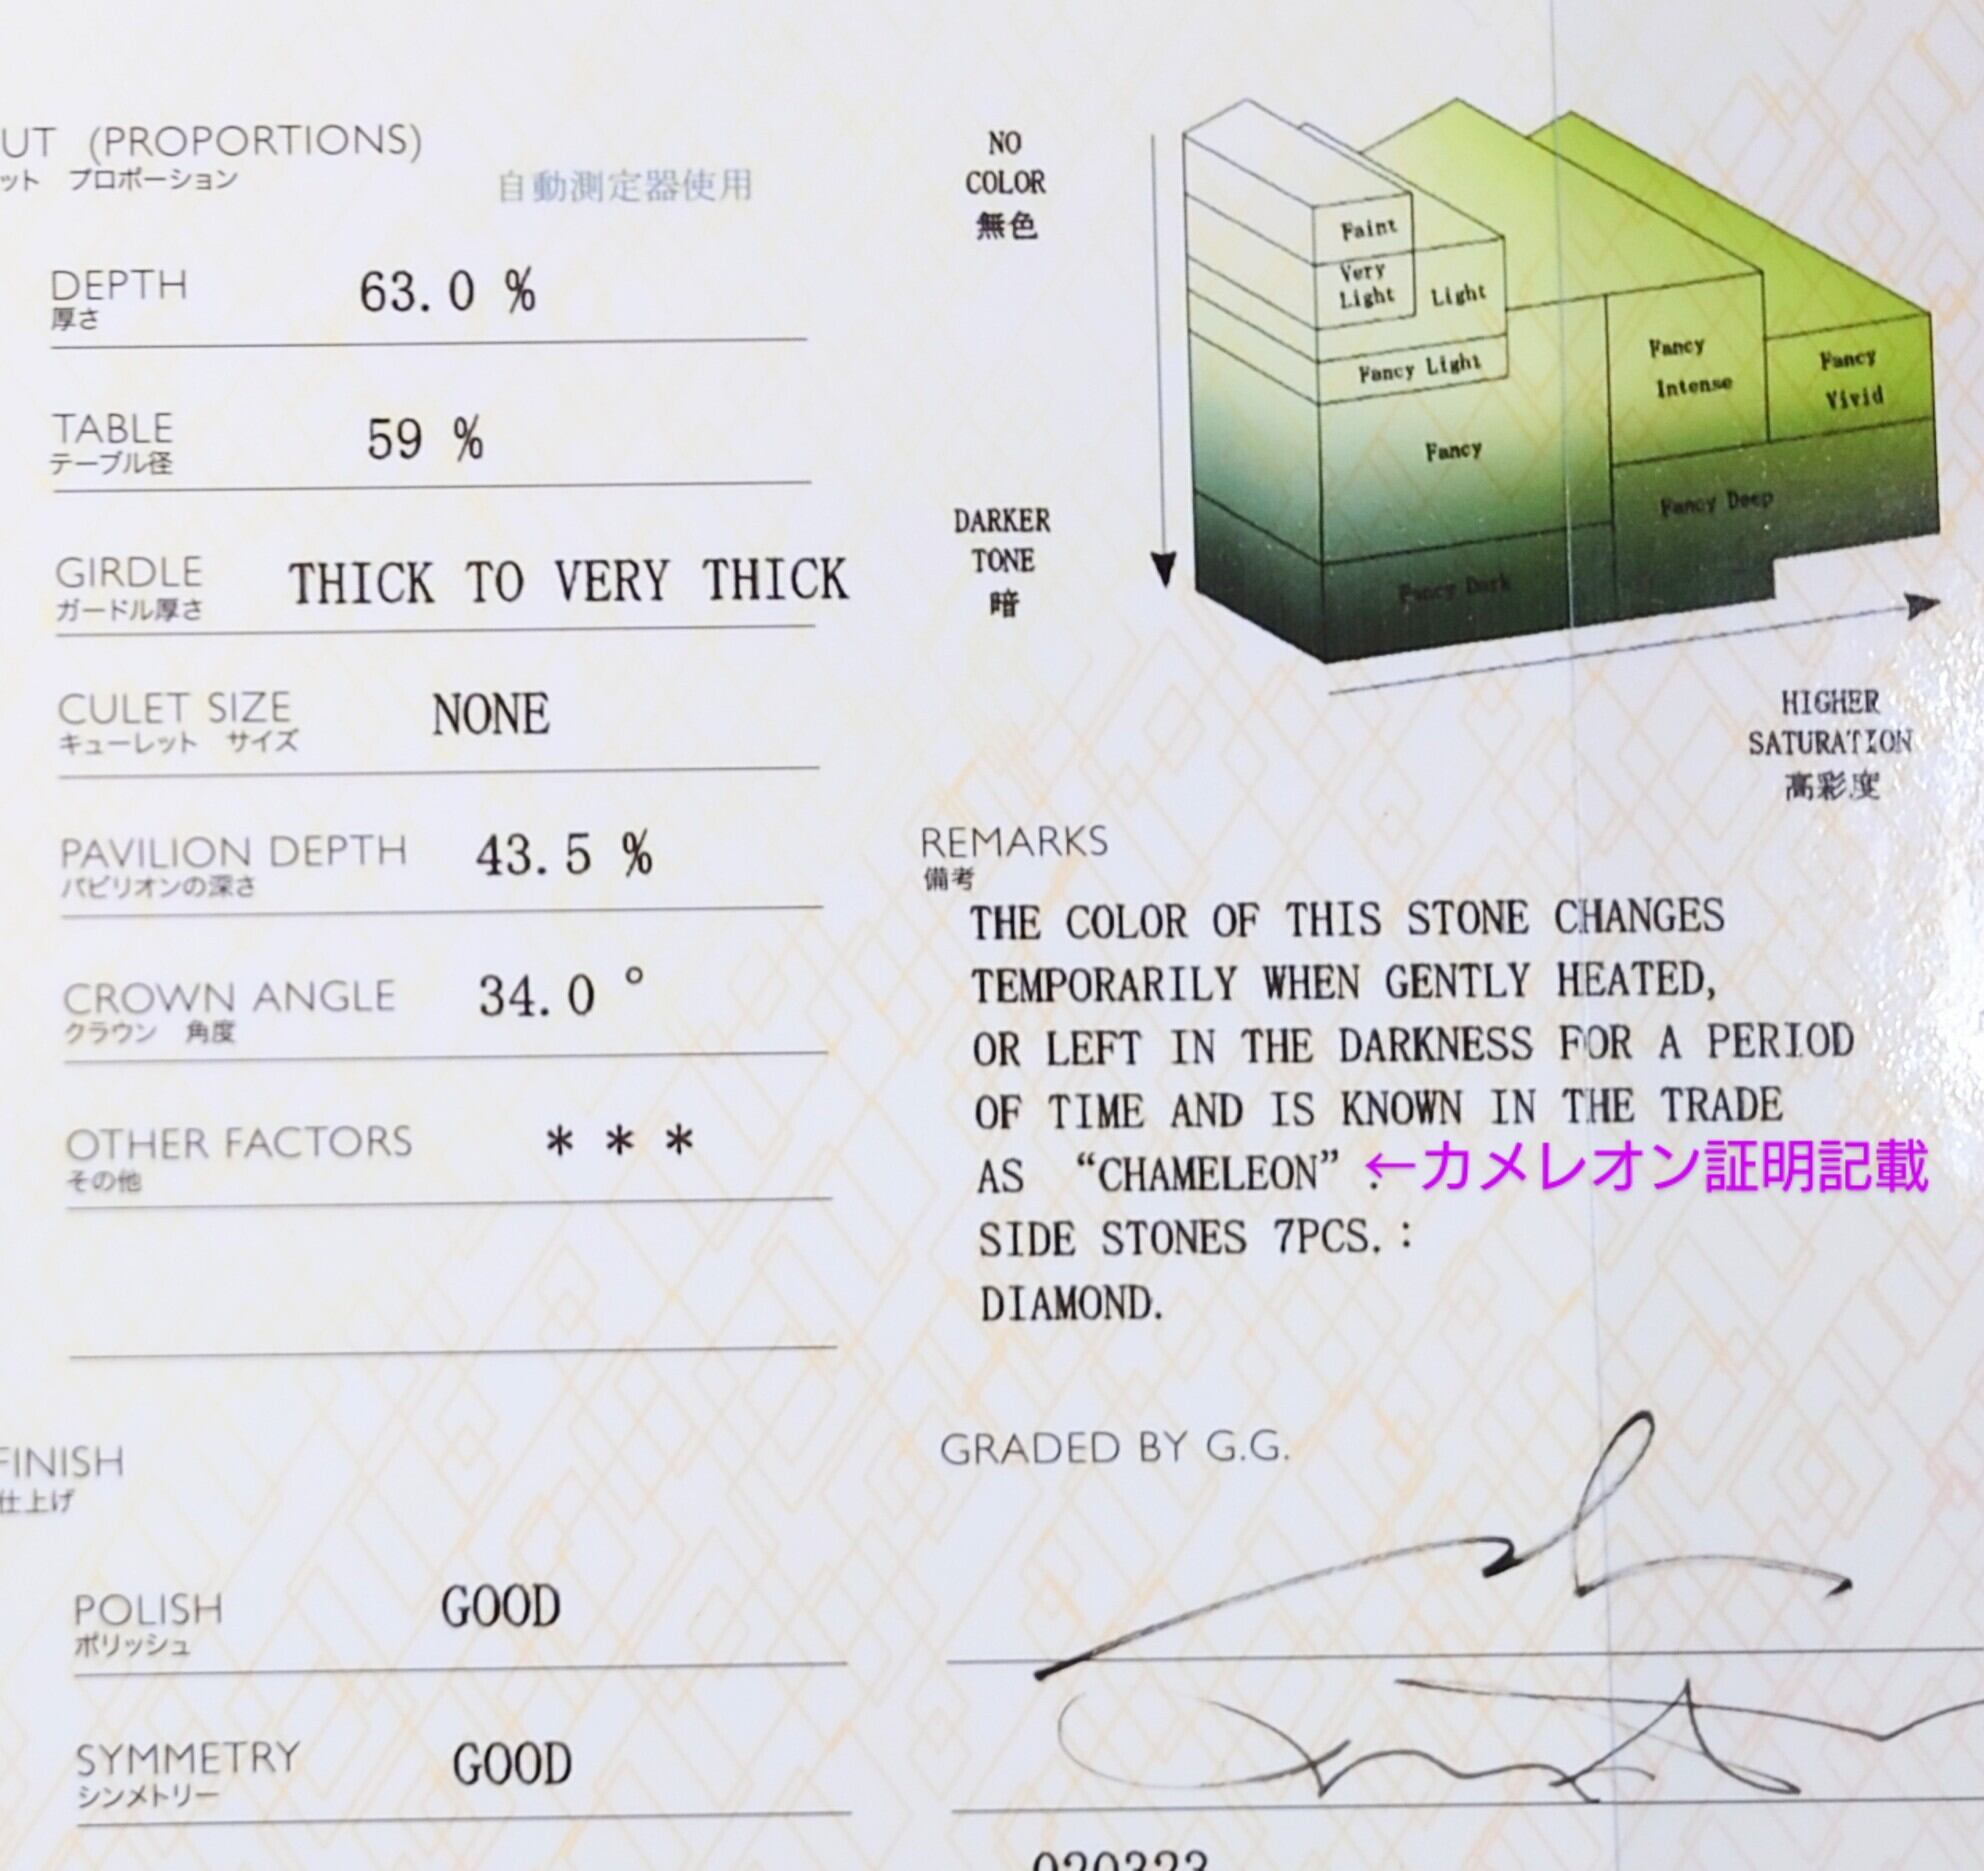 UT (PROPORTIONS)
ット プロポーション
自動測定器使用
DEPTH 63.0 %
厚さ
TABLE 59 %
テーブル径
GIRDLE THICK TO VERY THICK
ガードル厚さ
CULET SIZE NONE
キューレット サイズ
PAVILION DEPTH 43.5 %
パビリオンの深さ
CROWN ANGLE 34.0 °
クラウン 角度
OTHER FACTORS * * *
その他
FINISH
仕上げ
POLISH GOOD
ポリッシュ
SYMMETRY GOOD
シンメトリー
NO
COLOR
無色
DARKER
TONE
暗
Faint
Very
Light
Light
Fancy Light
Fancy
Fancy
Intense
Fancy
Vivid
Fancy Deep
Fancy Dark
HIGHER
SATURATION
高彩度
REMARKS
備考
THE COLOR OF THIS STONE CHANGES
TEMPORARILY WHEN GENTLY HEATED,
OR LEFT IN THE DARKNESS FOR A PERIOD
OF TIME AND IS KNOWN IN THE TRADE
AS “CHAMELEON”. ←カメレオン証明記載
SIDE STONES 7PCS.:
DIAMOND.
GRADED BY G.G.